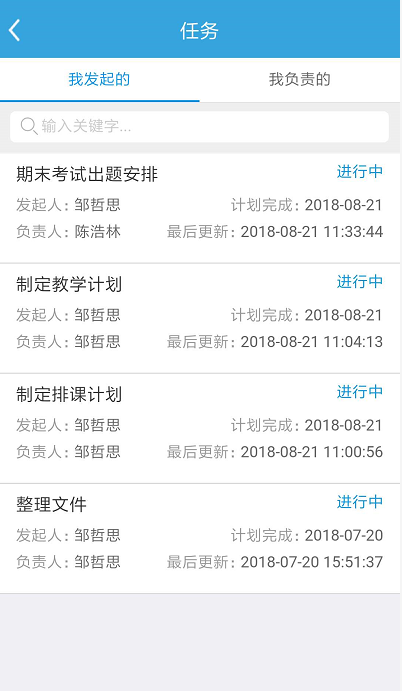 任务
我发起的 我负责的
输入关键字...
期末考试出题安排 进行中
发起人：邹哲思 计划完成：2018-08-21
负责人：陈浩林 最后更新：2018-08-21 11:33:44
制定教学计划 进行中
发起人：邹哲思 计划完成：2018-08-21
负责人：邹哲思 最后更新：2018-08-21 11:04:13
制定排课计划 进行中
发起人：邹哲思 计划完成：2018-08-21
负责人：邹哲思 最后更新：2018-08-21 11:00:56
整理文件 进行中
发起人：邹哲思 计划完成：2018-07-20
负责人：邹哲思 最后更新：2018-07-20 15:51:37